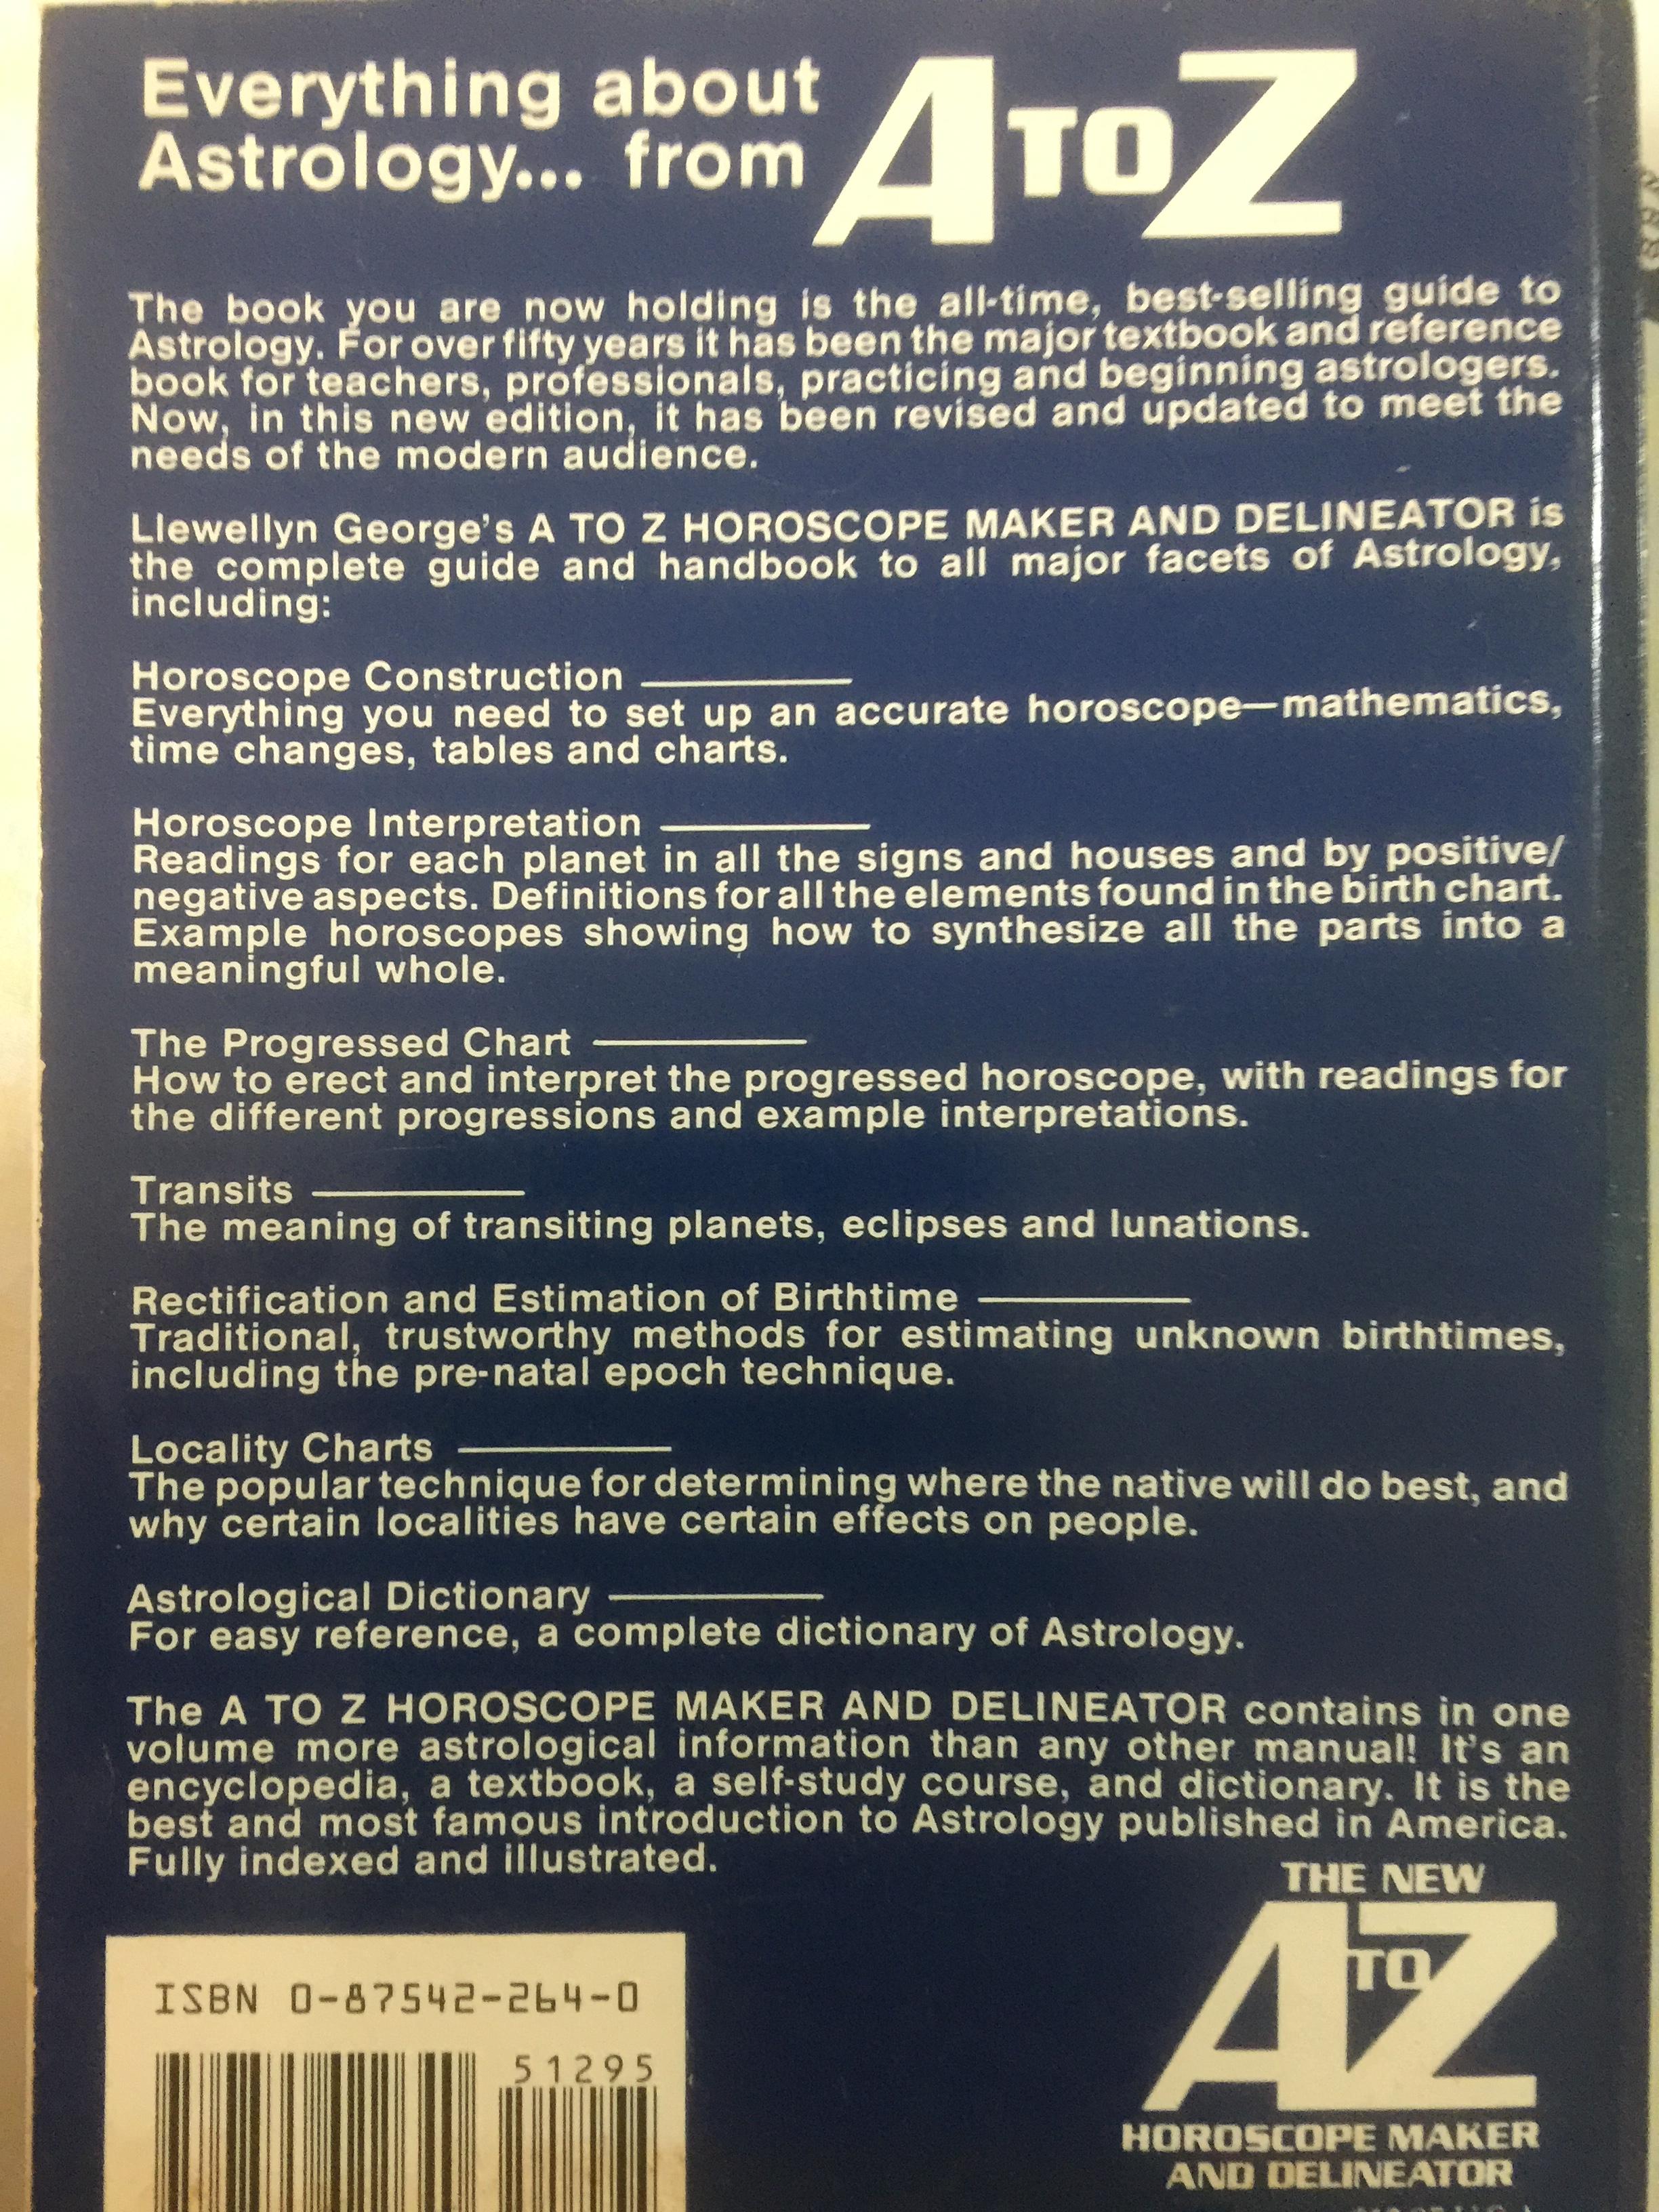 Everything about
Astrology... from A TO Z
The book you are now holding is the all-time, best-selling guide to
Astrology. For over fifty years it has been the major textbook and reference
book for teachers, professionals, practicing and beginning astrologers.
Now, in this new edition, it has been revised and updated to meet the
needs of the modern audience.
Llewellyn George's A TO Z HOROSCOPE MAKER AND DELINEATOR is
the complete guide and handbook to all major facets of Astrology,
including:
Horoscope Construction
Everything you need to set up an accurate horoscope—mathematics,
time changes, tables and charts.
Horoscope Interpretation
Readings for each planet in all the signs and houses and by positive/
negative aspects. Definitions for all the elements found in the birth chart.
Example horoscopes showing how to synthesize all the parts into a
meaningful whole.
The Progressed Chart
How to erect and interpret the progressed horoscope, with readings for
the different progressions and example interpretations.
Transits
The meaning of transiting planets, eclipses and lunations.
Rectification and Estimation of Birthtime
Traditional, trustworthy methods for estimating unknown birthtimes,
including the pre-natal epoch technique.
Locality Charts
The popular technique for determining where the native will do best, and
why certain localities have certain effects on people.
Astrological Dictionary
For easy reference, a complete dictionary of Astrology.
The A TO Z HOROSCOPE MAKER AND DELINEATOR contains in one
volume more astrological information than any other manual! It's an
encyclopedia, a textbook, a self-study course, and dictionary. It is the
best and most famous introduction to Astrology published in America.
Fully indexed and illustrated.
THE NEW
A TO Z
HOROSCOPE MAKER
AND DELINEATOR
ISBN 0-87542-264-0
51295